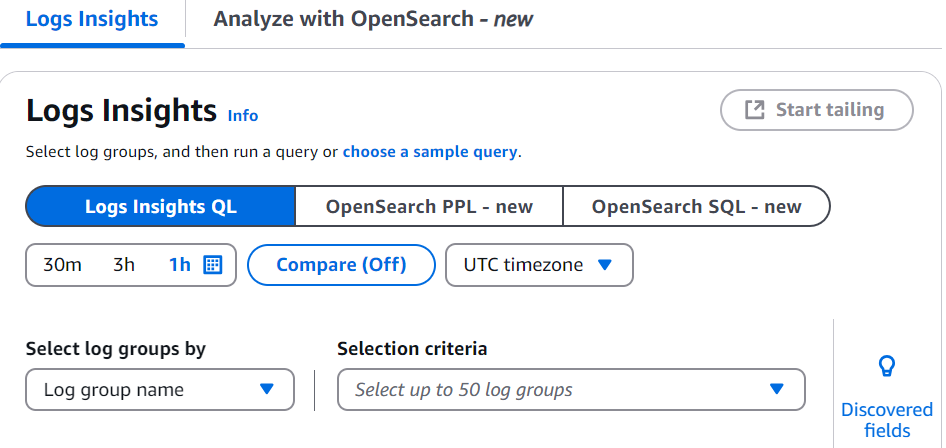 Logs Insights
Analyze with OpenSearch - new
Logs Insights Info
Start tailing
Select log groups, and then run a query or choose a sample query.
Logs Insights QL
OpenSearch PPL - new
OpenSearch SQL - new
30m 3h 1h
Compare (Off)
UTC timezone
Select log groups by
Selection criteria
Log group name
Select up to 50 log groups
Discovered
fields